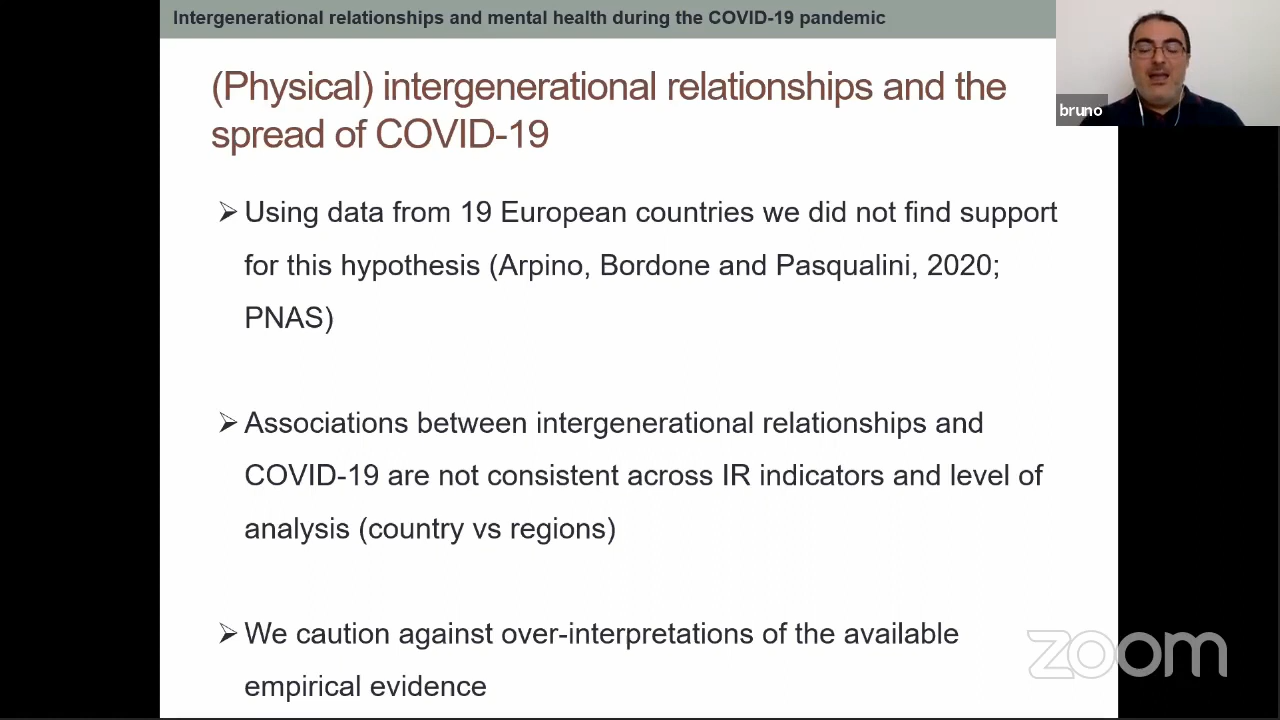 Intergenerational relationships and mental health during the COVID-19 pandemic
(Physical) intergenerational relationships and the
spread of COVID-19
bruno
➢ Using data from 19 European countries we did not find support
for this hypothesis (Arpino, Bordone and Pasqualini, 2020;
PNAS)
➢ Associations between intergenerational relationships and
COVID-19 are not consistent across IR indicators and level of
analysis (country vs regions)
➢ We caution against over-interpretations of the available
empirical evidence
zoom